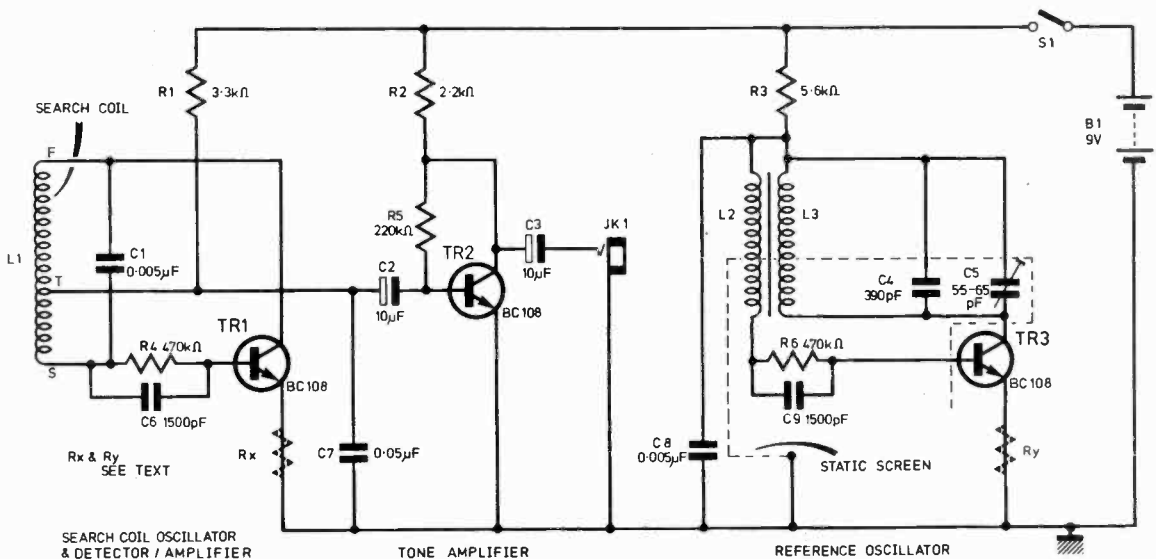 S1
R1 3·3kΩ
R2 2·2kΩ
R3 5·6kΩ
B1
9V
SEARCH COIL
F
L1
T
S
C1
0·005µF
R5
220kΩ
C2
10µF
TR2
BC108
C3
10µF
JK1
L2
L3
C4
390pF
C5
55-65
pF
TR1
R4 470kΩ
BC108
C6 1500pF
TR3
R6 470kΩ
BC108
C9 1500pF
Rx & Ry
SEE TEXT
Rx
C7 0·05µF
C8
0·005µF
STATIC SCREEN
Ry
SEARCH COIL OSCILLATOR
& DETECTOR / AMPLIFIER
TONE AMPLIFIER
REFERENCE OSCILLATOR